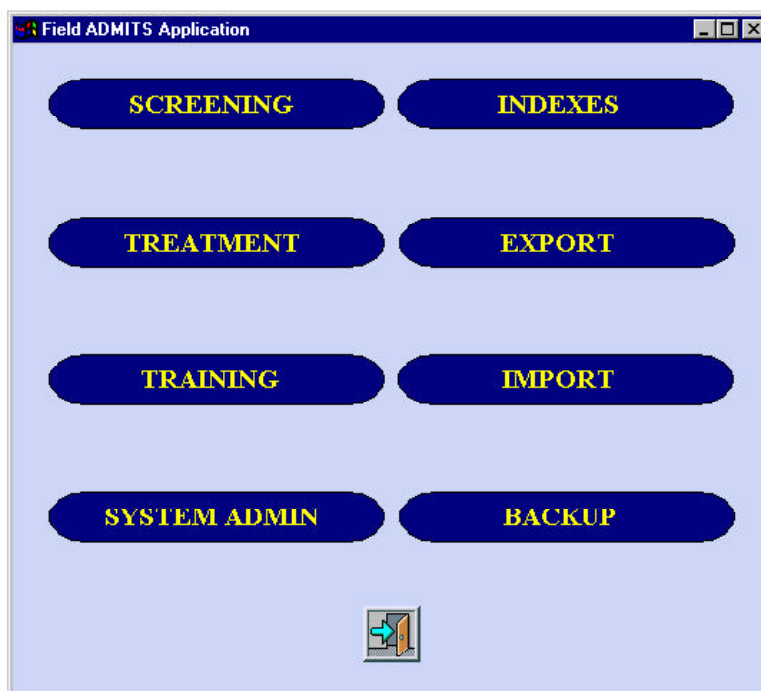 Field ADMITS Application
SCREENING INDEXES
TREATMENT EXPORT
TRAINING IMPORT
SYSTEM ADMIN BACKUP